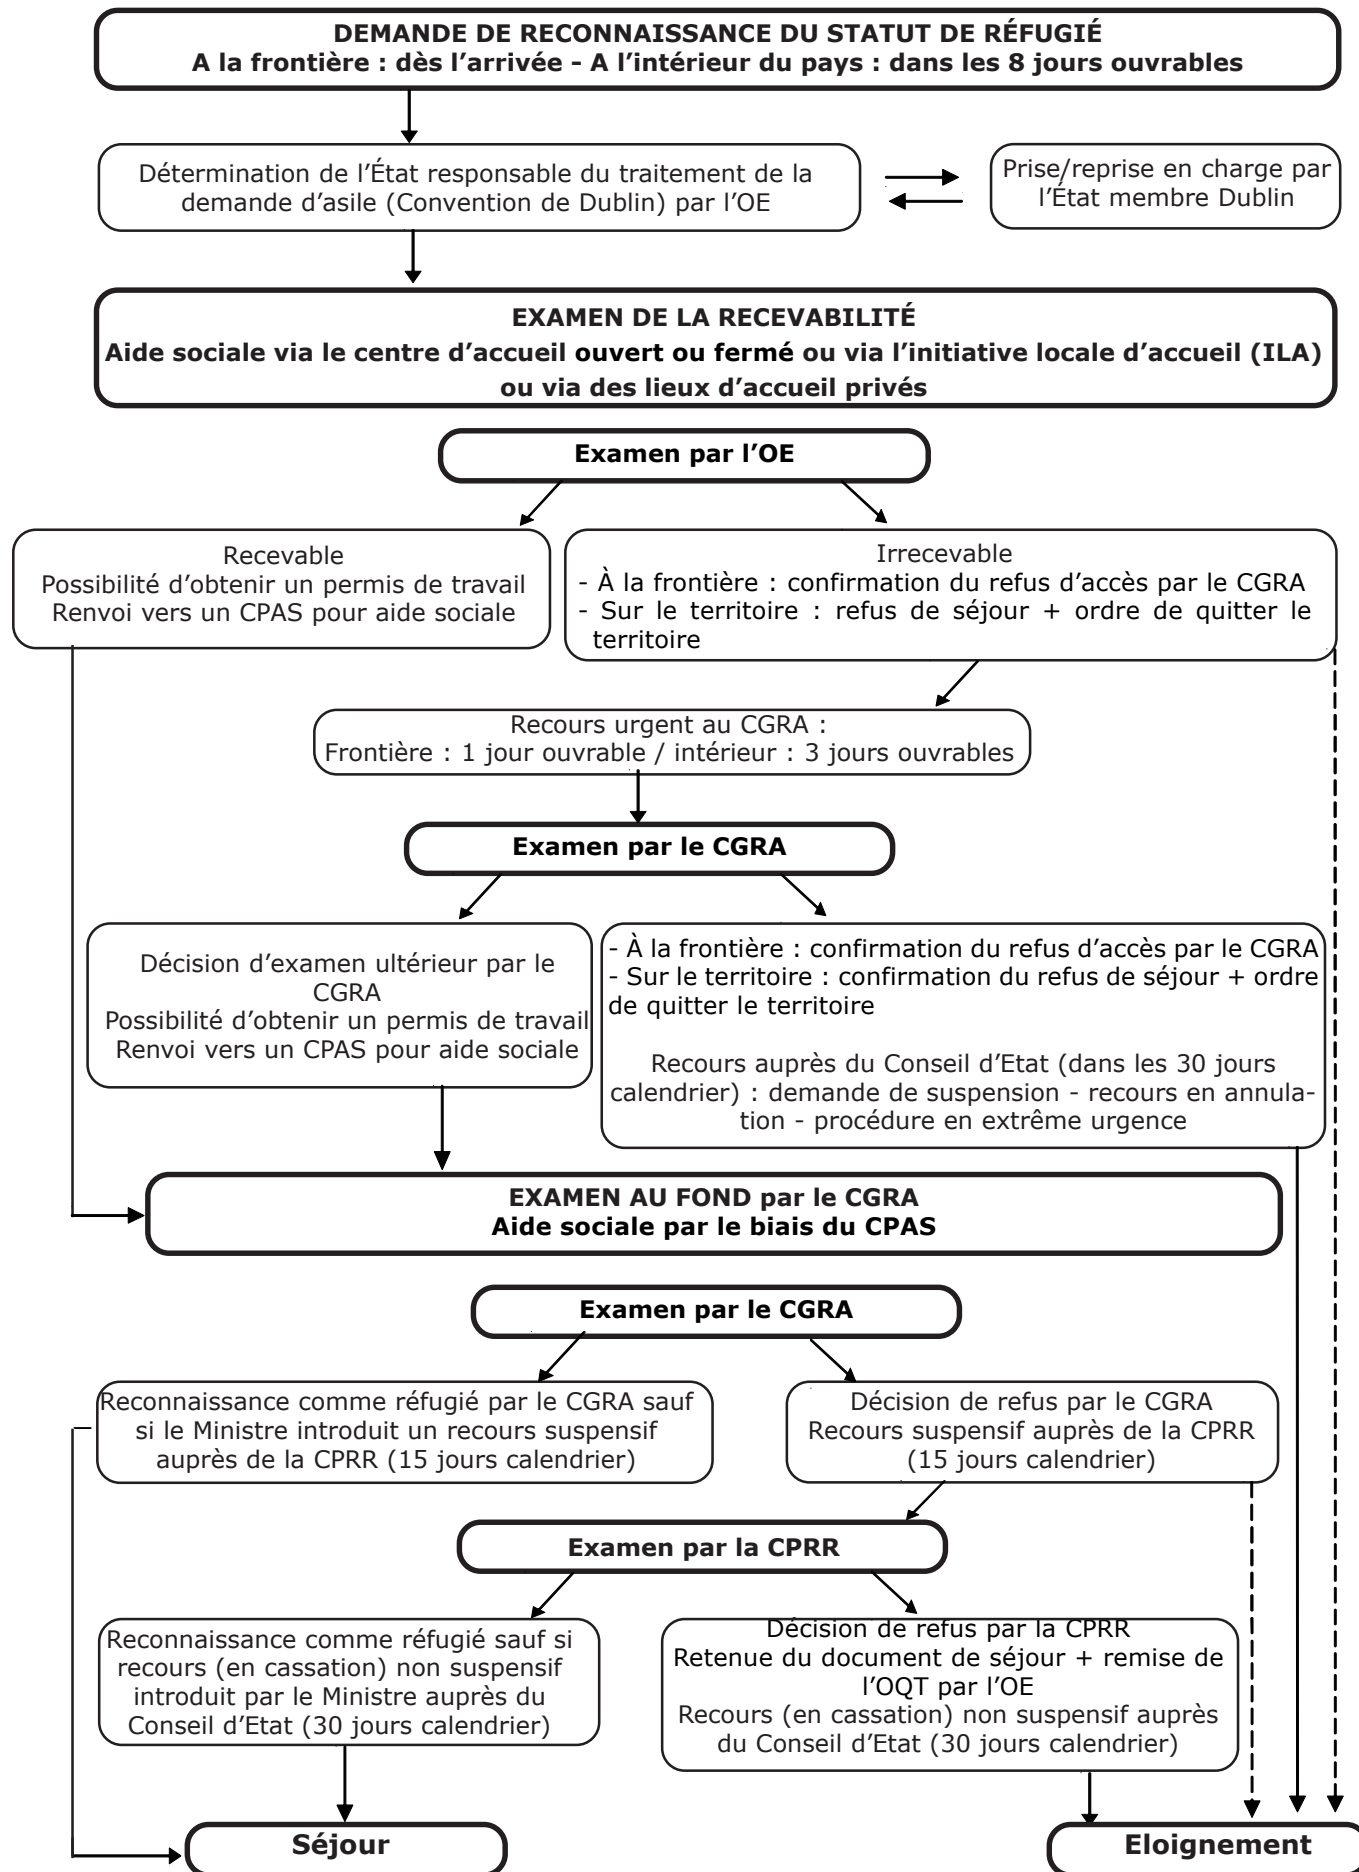 DEMANDE DE RECONNAISSANCE DU STATUT DE RÉFUGIÉ
A la frontière : dès l’arrivée - A l’intérieur du pays : dans les 8 jours ouvrables
Détermination de l’État responsable du traitement de la
demande d’asile (Convention de Dublin) par l’OE
Prise/reprise en charge par
l’État membre Dublin
EXAMEN DE LA RECEVABILITÉ
Aide sociale via le centre d’accueil ouvert ou fermé ou via l’initiative locale d’accueil (ILA)
ou via des lieux d’accueil privés
Examen par l’OE
Recevable
Possibilité d’obtenir un permis de travail
Renvoi vers un CPAS pour aide sociale
Irrecevable
- À la frontière : confirmation du refus d’accès par le CGRA
- Sur le territoire : refus de séjour + ordre de quitter le
territoire
Recours urgent au CGRA :
Frontière : 1 jour ouvrable / intérieur : 3 jours ouvrables
Examen par le CGRA
Décision d’examen ultérieur par le
CGRA
Possibilité d’obtenir un permis de travail
Renvoi vers un CPAS pour aide sociale
- À la frontière : confirmation du refus d’accès par le CGRA
- Sur le territoire : confirmation du refus de séjour + ordre
de quitter le territoire
Recours auprès du Conseil d’Etat (dans les 30 jours
calendrier) : demande de suspension - recours en annula-
tion - procédure en extrême urgence
EXAMEN AU FOND par le CGRA
Aide sociale par le biais du CPAS
Examen par le CGRA
Reconnaissance comme réfugié par le CGRA sauf
si le Ministre introduit un recours suspensif
auprès de la CPRR (15 jours calendrier)
Décision de refus par le CGRA
Recours suspensif auprès de la CPRR
(15 jours calendrier)
Examen par la CPRR
Reconnaissance comme réfugié sauf si
recours (en cassation) non suspensif
introduit par le Ministre auprès du
Conseil d’Etat (30 jours calendrier)
Décision de refus par la CPRR
Retenue du document de séjour + remise de
l’OQT par l’OE
Recours (en cassation) non suspensif auprès
du Conseil d’Etat (30 jours calendrier)
Séjour
Eloignement